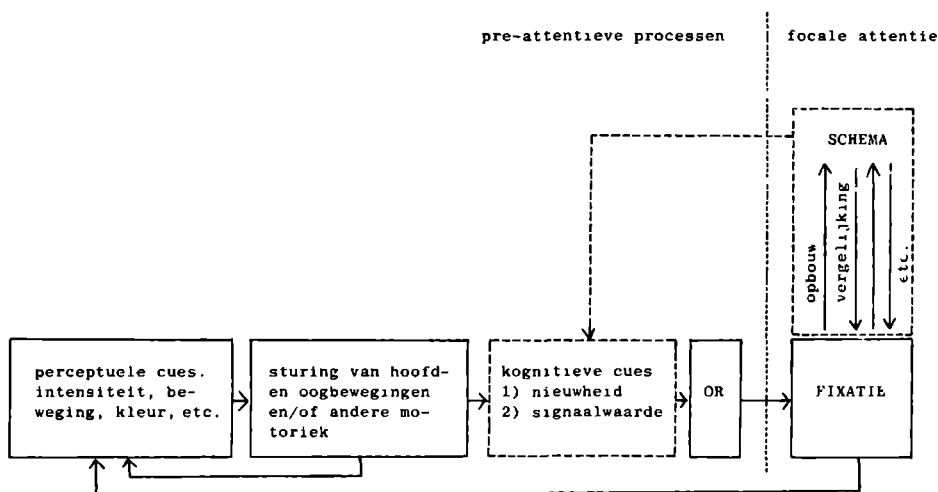 pre-attentieve processen
focale attentie
SCHEMA
opbouw
vergelijking
etc.
perceptuele cues.
intensiteit, be-
weging, kleur, etc.
sturing van hoofd-
en oogbewegingen
en/of andere mo-
toriek
kognitieve cues
1) nieuwheid
2) signaalwaarde
OR
FIXATIE